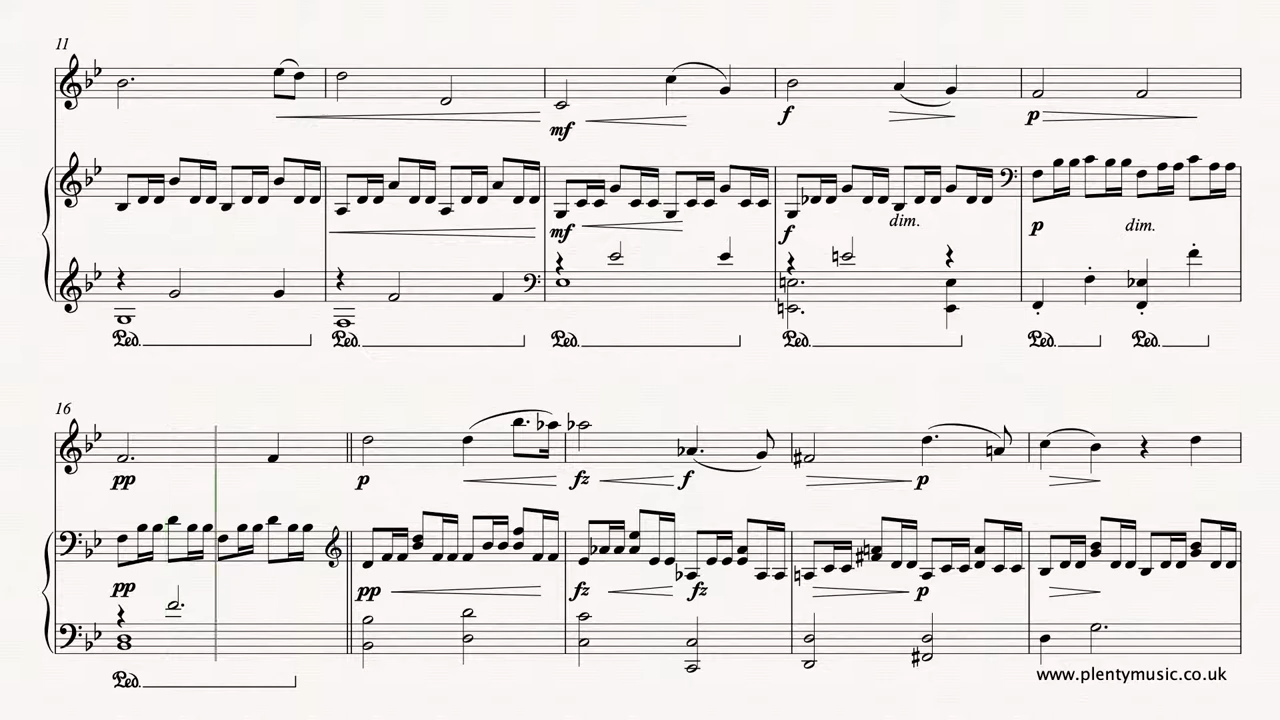 11
mf f p
mf f dim. p dim.
Ped. Ped. Ped. Ped. Ped. Ped.
16
pp p fz f p
pp pp fz fz p
Ped.
www.plentymusic.co.uk